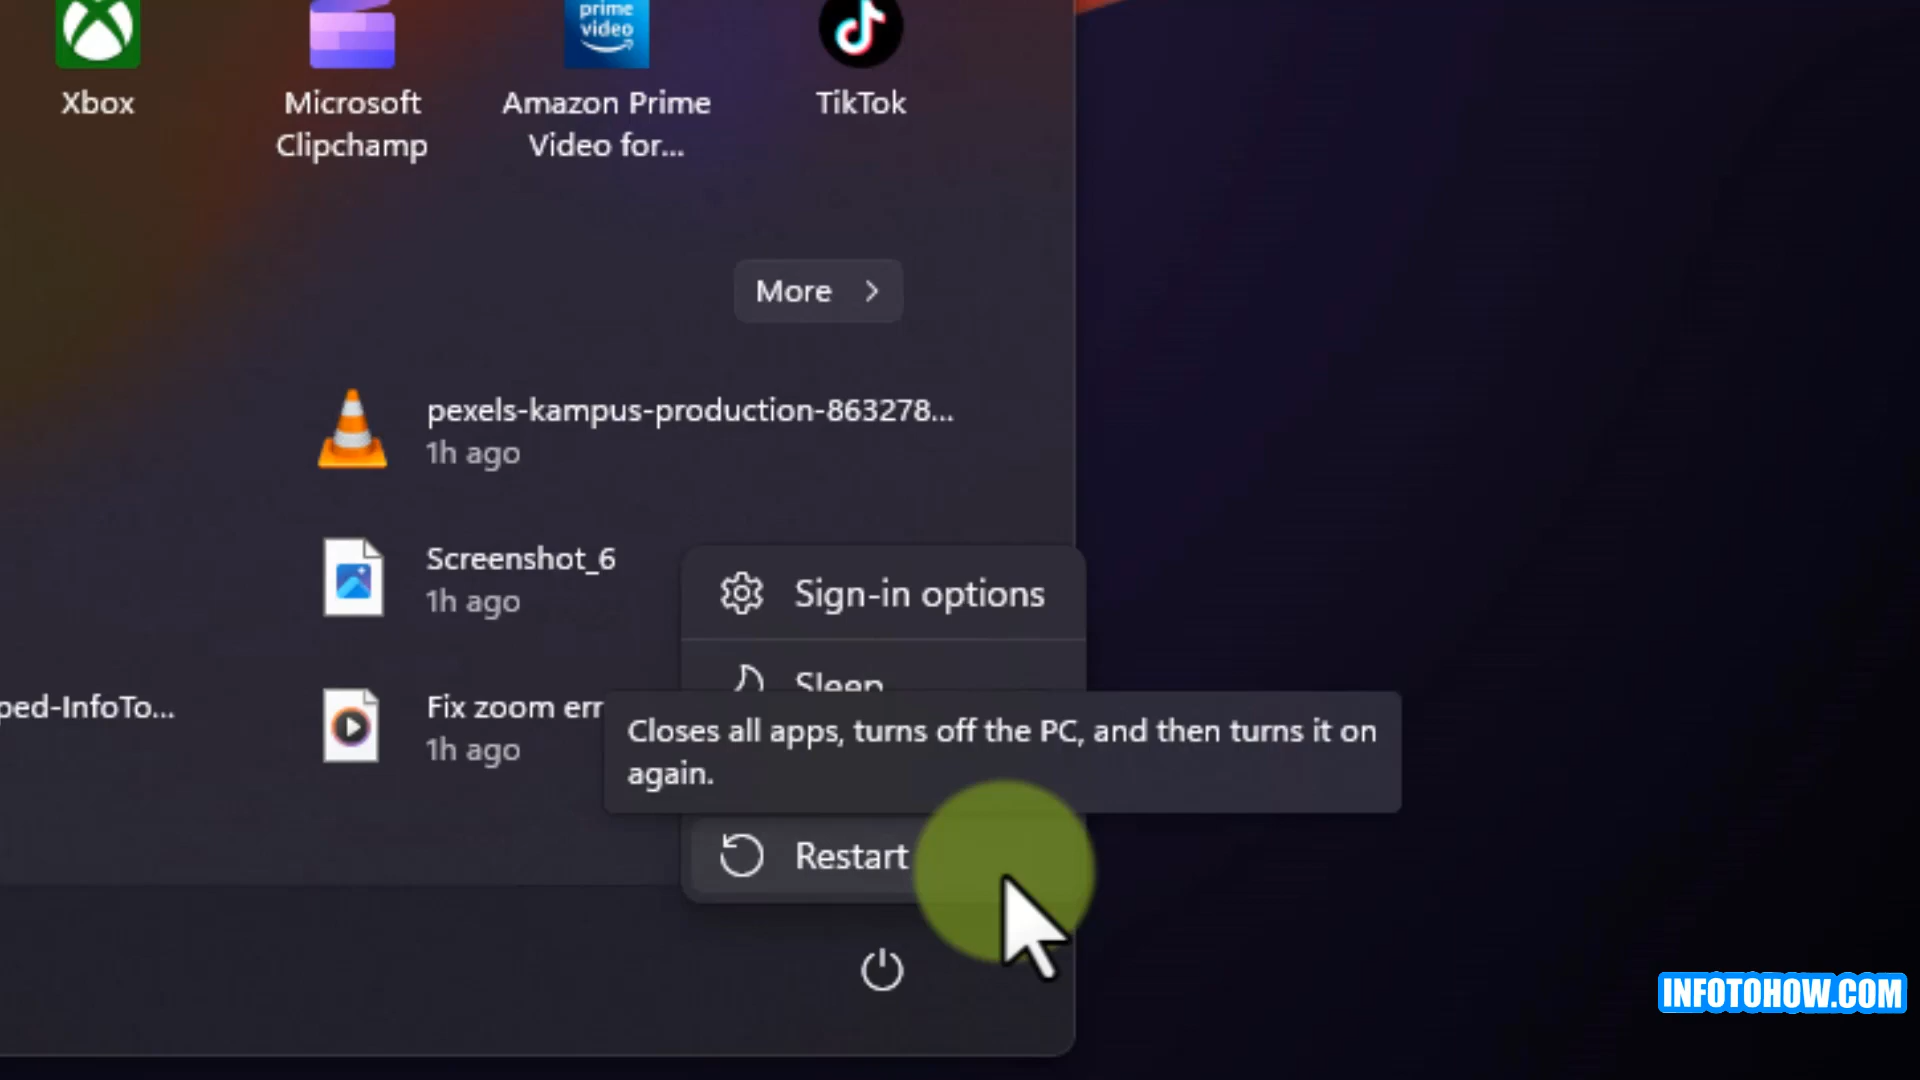 prime
video
Xbox
Microsoft
Clipchamp
Amazon Prime
Video for...
TikTok
More
pexels-kampus-production-863278...
1h ago
Screenshot_6
1h ago
ped-InfoTo...
Fix zoom err
1h ago
Sign-in options
Sleep
Closes all apps, turns off the PC, and then turns it on
again.
Restart
INFOTOHOW.COM